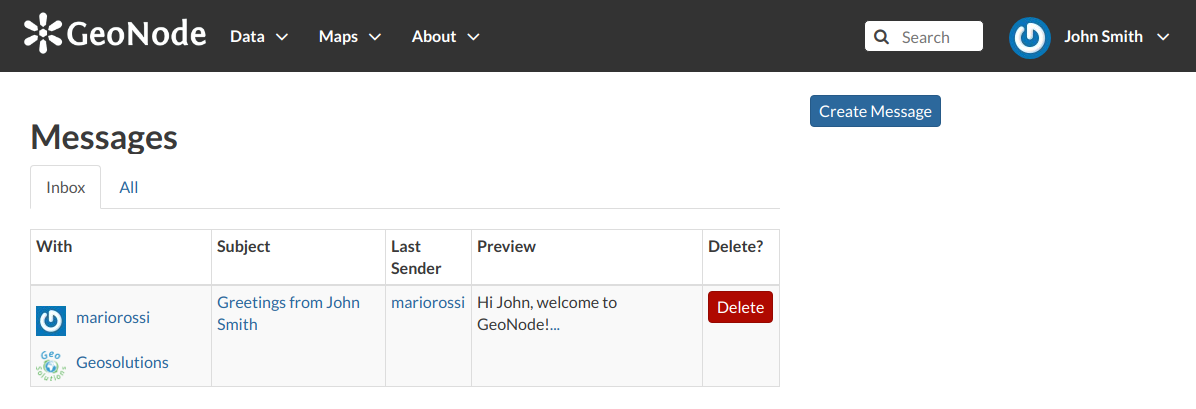 GeoNode Data Maps About Search John Smith
Create Message
Messages
Inbox All
With Subject Last Sender Preview Delete?
mariorossi Greetings from John Smith mariorossi Hi John, welcome to GeoNode!... Delete
Geo Solutions Geosolutions